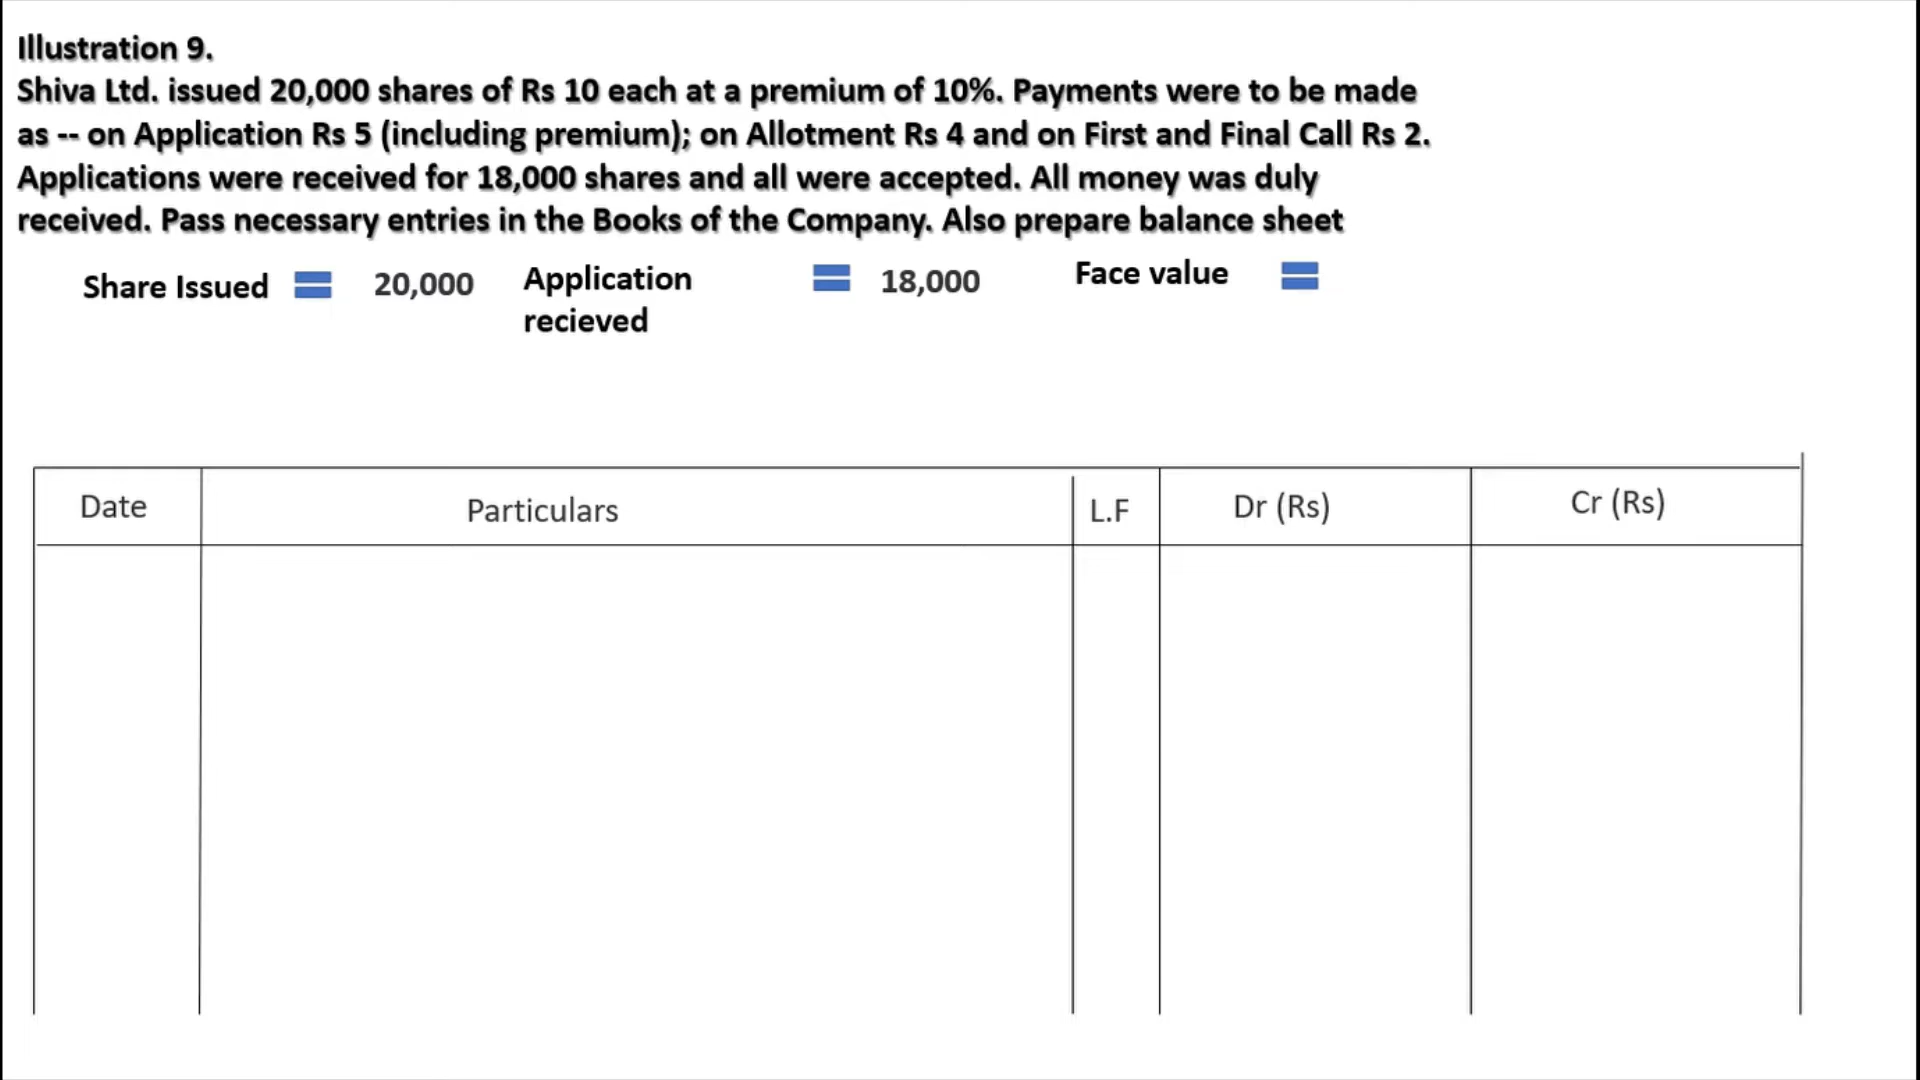 Illustration 9.
Shiva Ltd. issued 20,000 shares of Rs 10 each at a premium of 10%. Payments were to be made
as -- on Application Rs 5 (including premium); on Allotment Rs 4 and on First and Final Call Rs 2.
Applications were received for 18,000 shares and all were accepted. All money was duly
received. Pass necessary entries in the Books of the Company. Also prepare balance sheet
Share Issued = 20,000 Application recieved = 18,000 Face value =
Date Particulars L.F Dr (Rs) Cr (Rs)